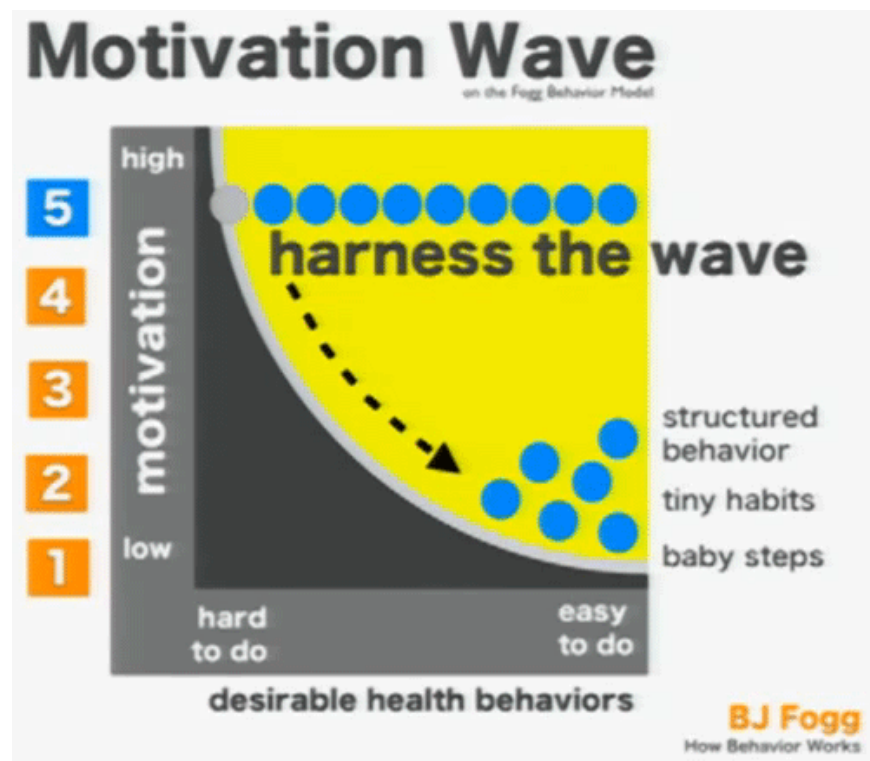 Motivation Wave
on the Fogg Behavior Model
high
5
harness the wave
4
motivation
3
structured
behavior
2
tiny habits
low
1
baby steps
hard
to do
easy
to do
desirable health behaviors
BJ Fogg
How Behavior Works